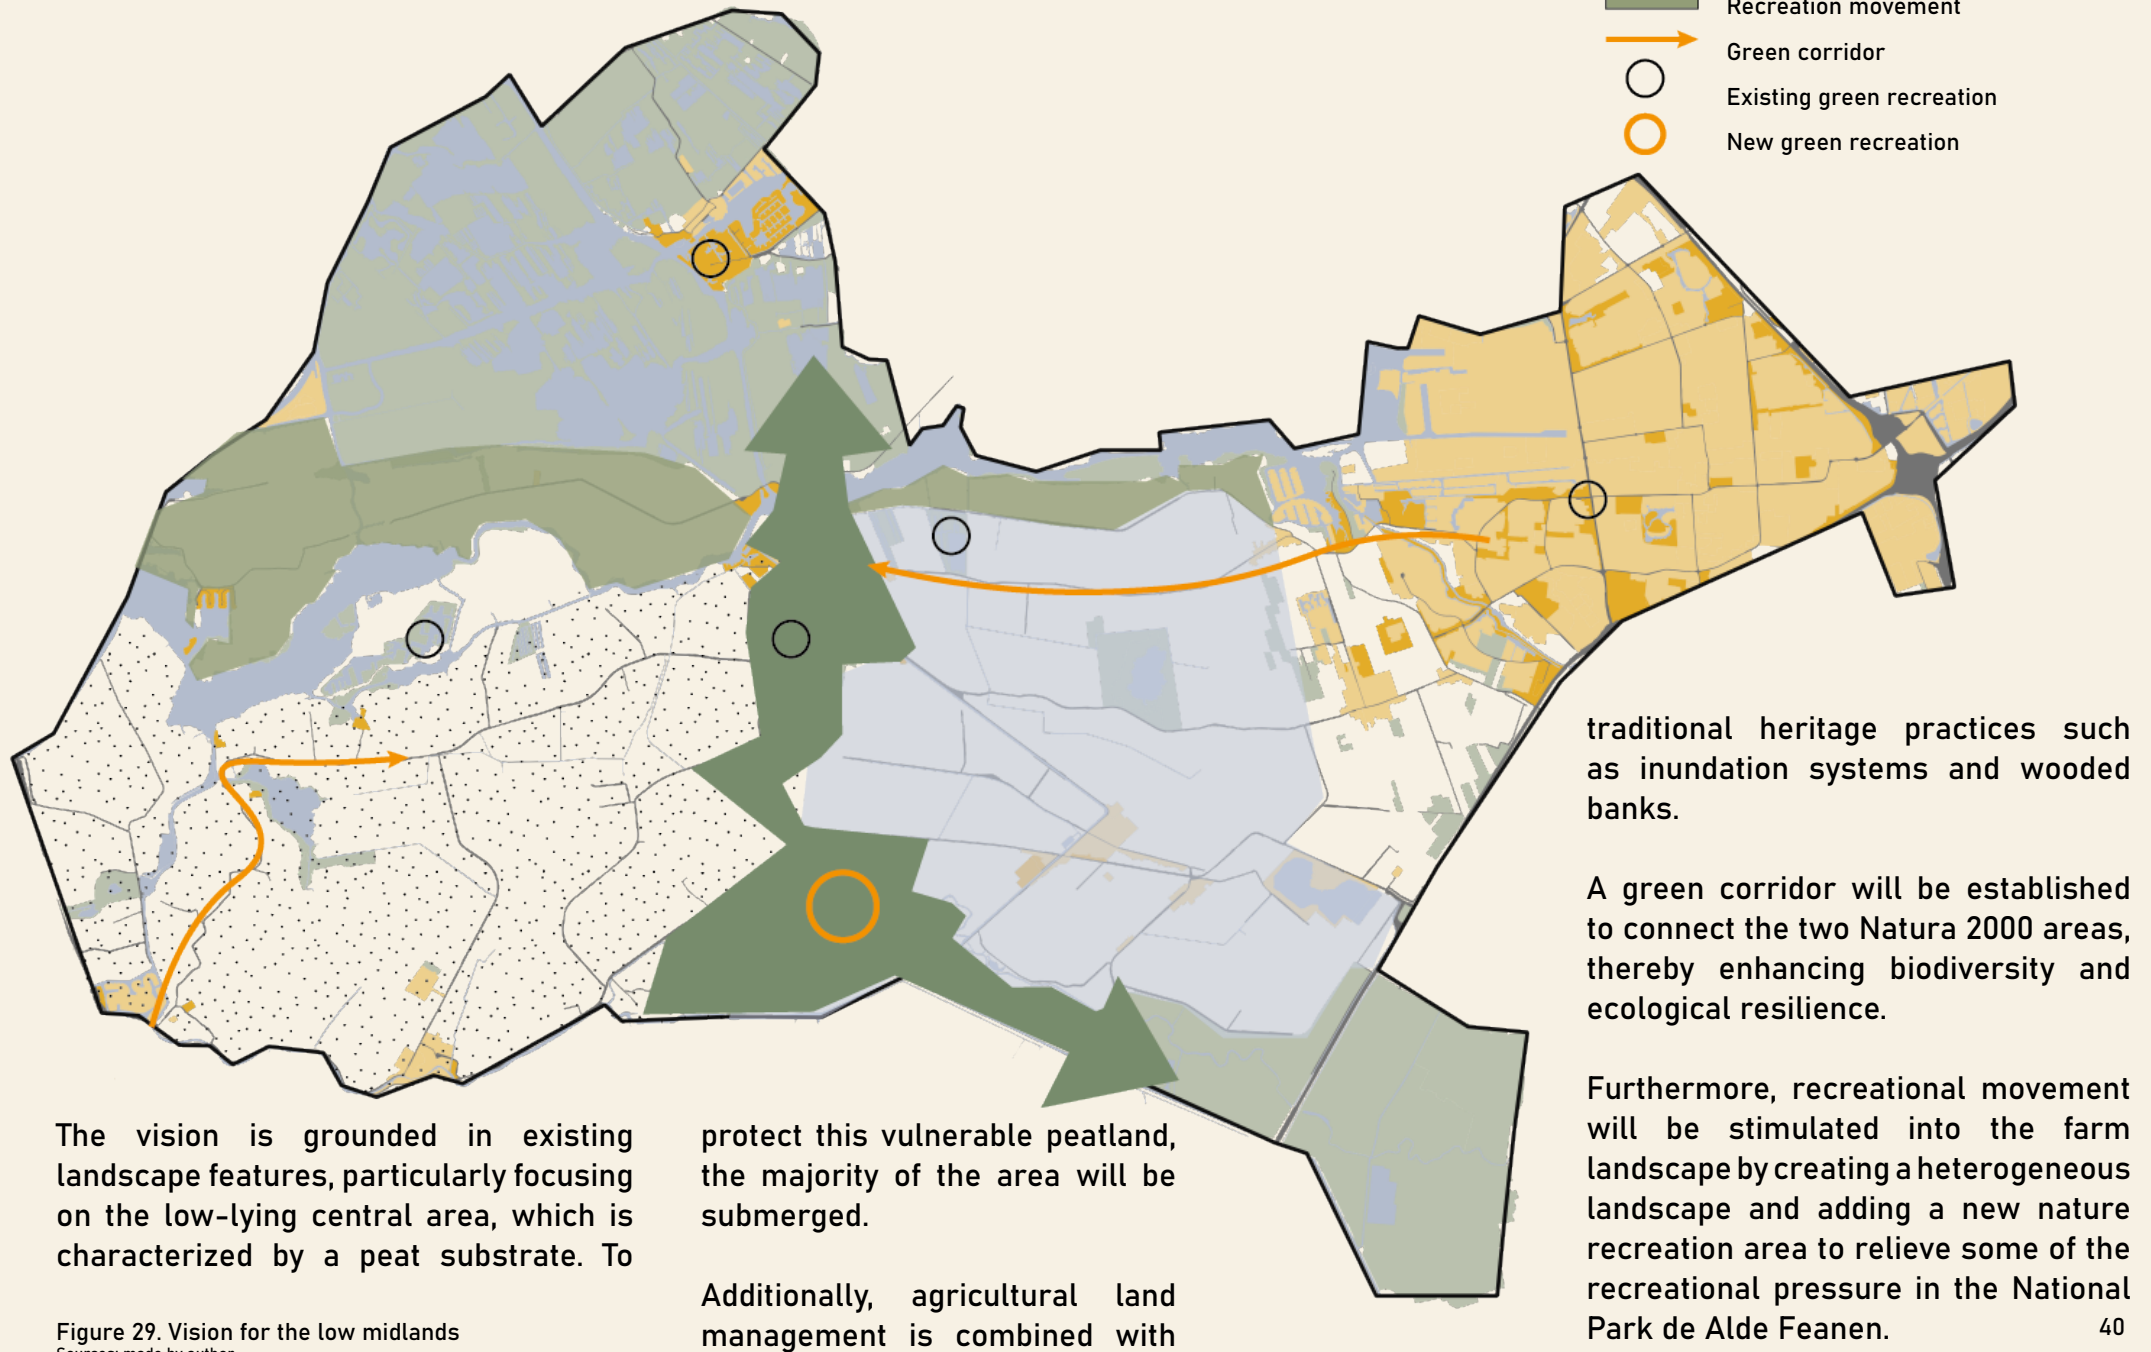 Recreation movement
Green corridor
Existing green recreation
New green recreation
The vision is grounded in existing
landscape features, particularly focusing
on the low-lying central area, which is
characterized by a peat substrate. To
Figure 29. Vision for the low midlands
Sources: made by author
protect this vulnerable peatland,
the majority of the area will be
submerged.
Additionally, agricultural land
management is combined with
traditional heritage practices such
as inundation systems and wooded
banks.
A green corridor will be established
to connect the two Natura 2000 areas,
thereby enhancing biodiversity and
ecological resilience.
Furthermore, recreational movement
will be stimulated into the farm
landscape by creating a heterogeneous
landscape and adding a new nature
recreation area to relieve some of the
recreational pressure in the National
Park de Alde Feanen.
40